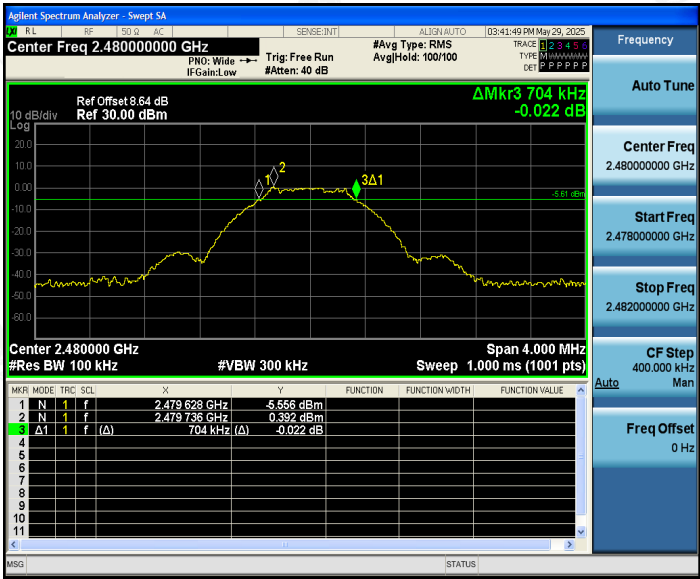 Agilent Spectrum Analyzer - Swept SA
RL RF 50 Ω AC SENSE:INT ALIGN AUTO 03:41:49 PM May 29, 2025
Center Freq 2.480000000 GHz
PNO: Wide
IFGain:Low
Trig: Free Run
#Atten: 40 dB
#Avg Type: RMS
Avg|Hold: 100/100
TRACE 1 2 3 4 5 6
TYPE M
DET P P P P P P
Frequency
Ref Offset 8.64 dB
10 dB/div Ref 30.00 dBm
Log
ΔMkr3 704 kHz
-0.022 dB
20.0
10.0
0.00
-10.0
-20.0
-30.0
-40.0
-50.0
-60.0
1
2
3Δ1
-5.61 dBm
Center 2.480000 GHz Span 4.000 MHz
#Res BW 100 kHz #VBW 300 kHz Sweep 1.000 ms (1001 pts)
MKR MODE TRC SCL X Y FUNCTION FUNCTION WIDTH FUNCTION VALUE
1 N 1 f 2.479 628 GHz -5.556 dBm
2 N 1 f 2.479 736 GHz 0.392 dBm
3 Δ1 1 f (Δ) 704 kHz (Δ) -0.022 dB
4
5
6
7
8
9
10
11
MSG STATUS
Auto Tune
Center Freq
2.480000000 GHz
Start Freq
2.478000000 GHz
Stop Freq
2.482000000 GHz
CF Step
400.000 kHz
Auto Man
Freq Offset
0 Hz